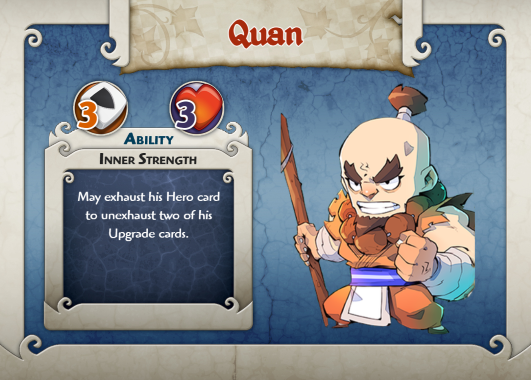 Quan
3
3
Ability
Inner Strength
May exhaust his Hero card
to unexhaust two of his
Upgrade cards.